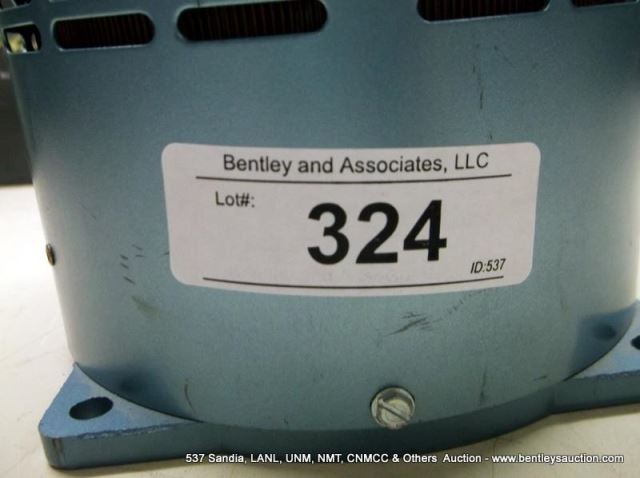 Bentley and Associates, LLC
Lot#:
324
ID:537
537 Sandia, LANL, UNM, NMT, CNMCC & Others Auction - www.bentleysauction.com